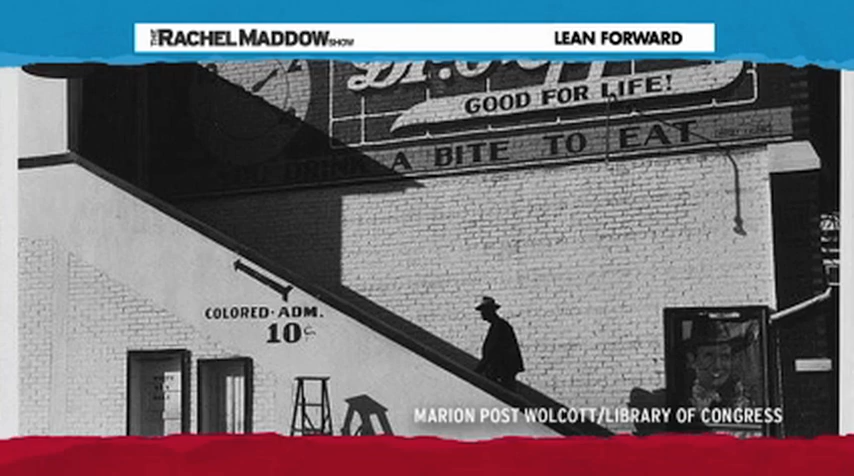 THE RACHEL MADDOW SHOW
LEAN FORWARD
GOOD FOR LIFE!
DRINK A BITE TO EAT
COLORED·ADM.
10¢
MARION POST WOLCOTT/LIBRARY OF CONGRESS